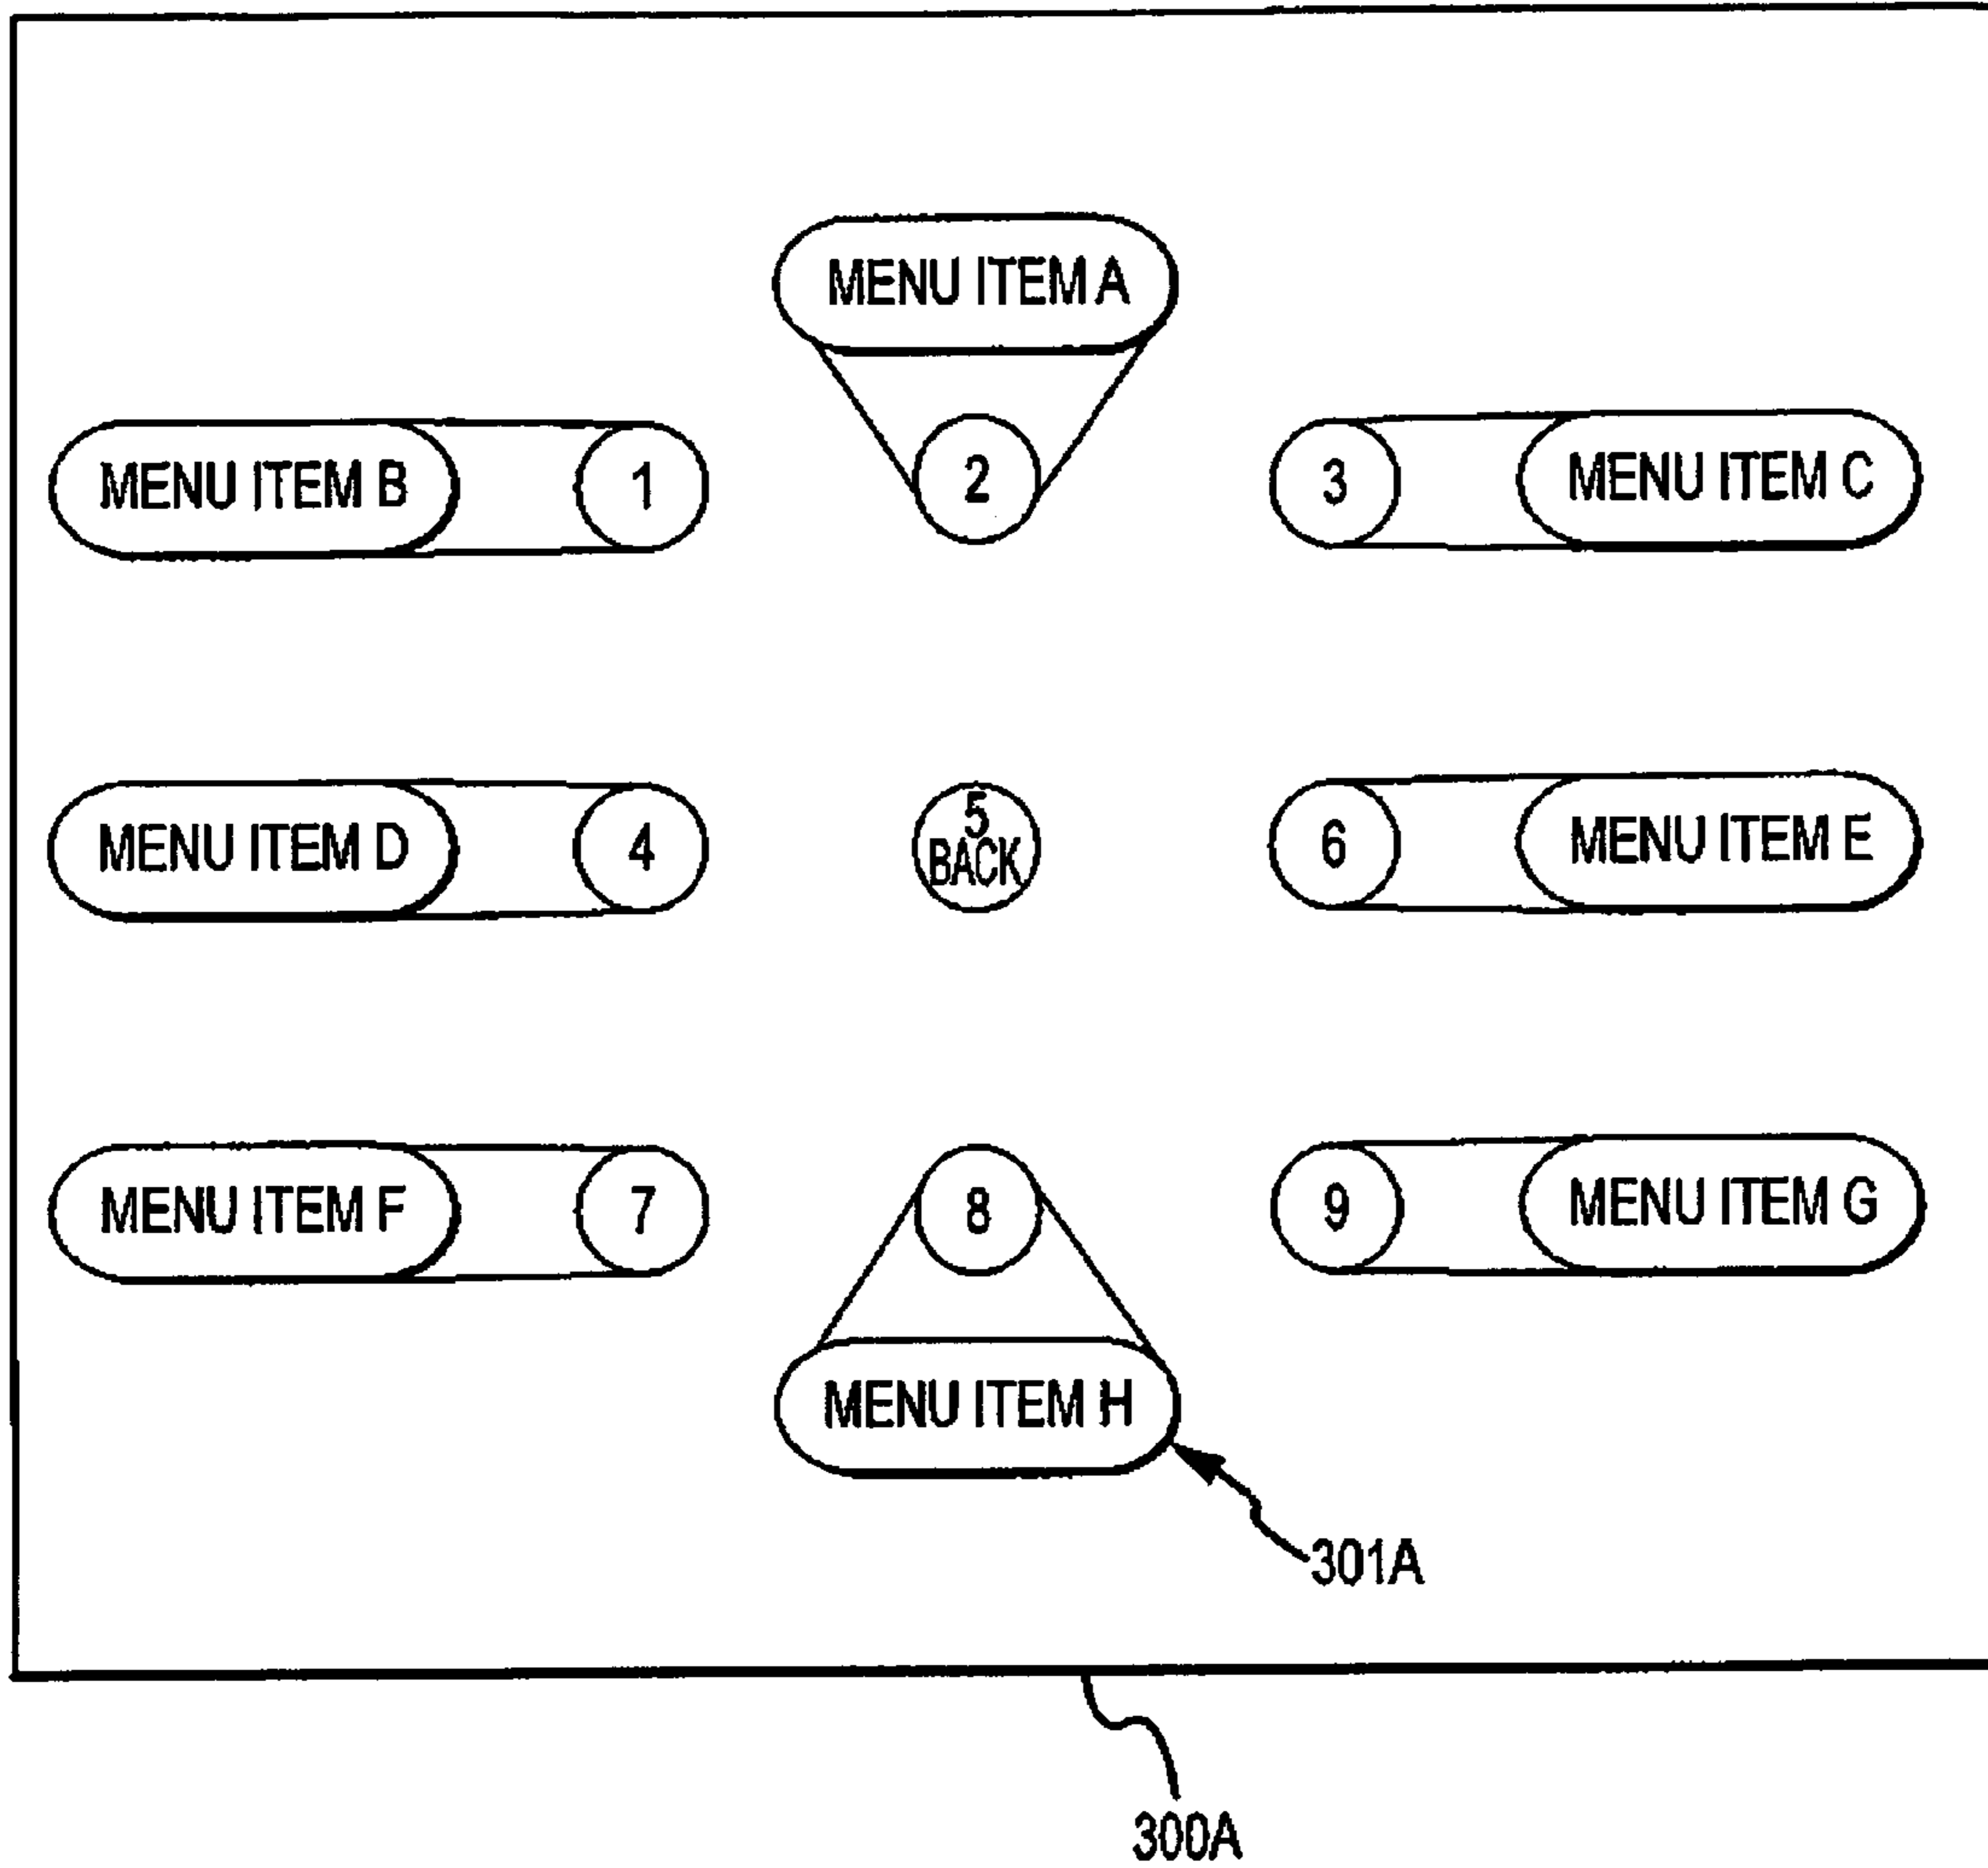 MENU ITEM A
MENU ITEM B
1
2
3
MENU ITEM C
MENU ITEM D
4
5
BACK
6
MENU ITEM E
MENU ITEM F
7
8
9
MENU ITEM G
MENU ITEM H
301A
300A